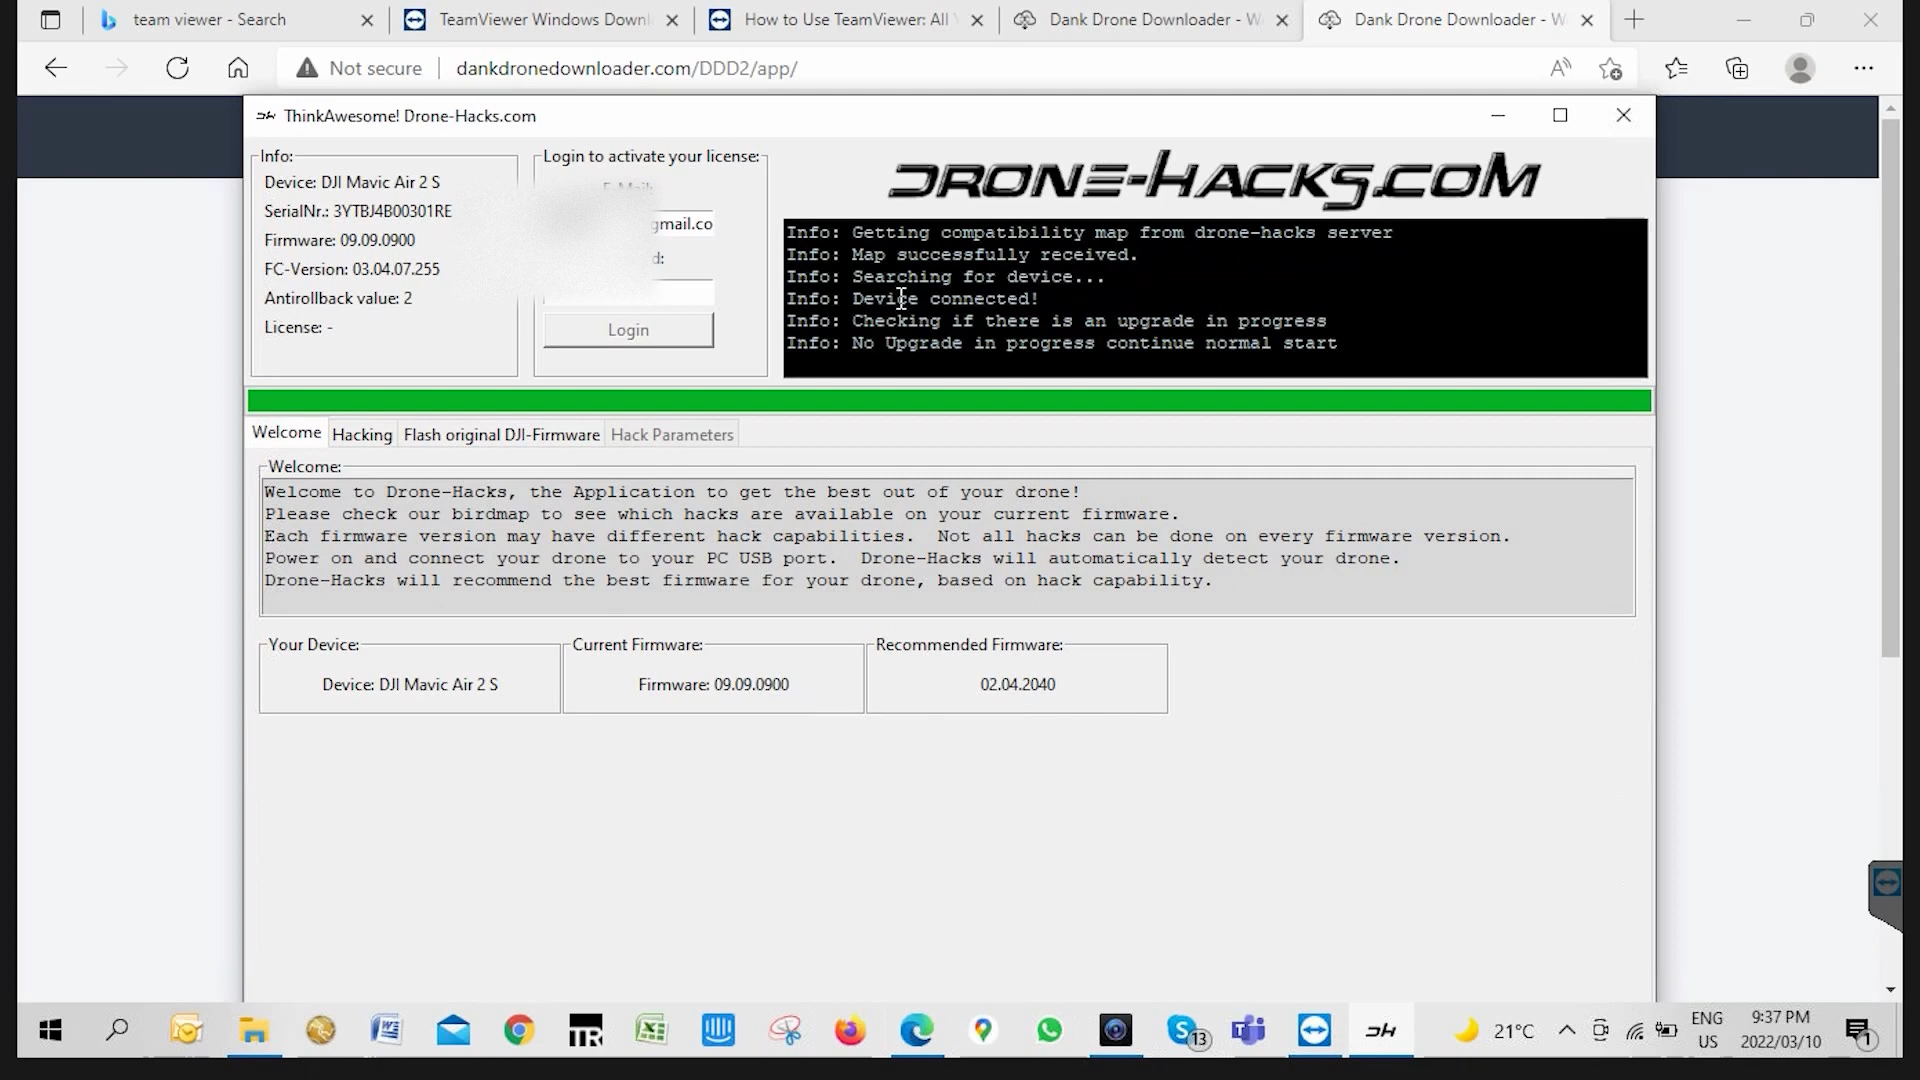 team view er - Search
TeamViewer Windows Downl
How to Use TeamViewer: All
Dank Drone Downloader - W
Dank Drone Downloader - W
Not secure
dankdronedownloader.com/DDD2/app/
ThinkAwesome! Drone-Hacks.com
Info:
Device: DJI Mavic Air 2 S
SerialNr.: 3YTBJ4B00301RE
Firmware: 09.09.0900
FC-Version: 03.04.07.255
Antirollback value: 2
License: -
Login to activate your license:
E-Mail:
gmail.co
d:
Login
DRONE-HACKS.COM
Info: Getting compatibility map from drone-hacks server
Info: Map successfully received.
Info: Searching for device...
Info: Device connected!
Info: Checking if there is an upgrade in progress
Info: No Upgrade in progress continue normal start
Welcome
Hacking
Flash original DJI-Firmware
Hack Parameters
Welcome:
Welcome to Drone-Hacks, the Application to get the best out of your drone!
Please check our birdmap to see which hacks are available on your current firmware.
Each firmware version may have different hack capabilities. Not all hacks can be done on every firmware version.
Power on and connect your drone to your PC USB port. Drone-Hacks will automatically detect your drone.
Drone-Hacks will recommend the best firmware for your drone, based on hack capability.
Your Device:
Device: DJI Mavic Air 2 S
Current Firmware:
Firmware: 09.09.0900
Recommended Firmware:
02.04.2040
TR
13
21°C
ENG
US
9:37 PM
2022/03/10
1